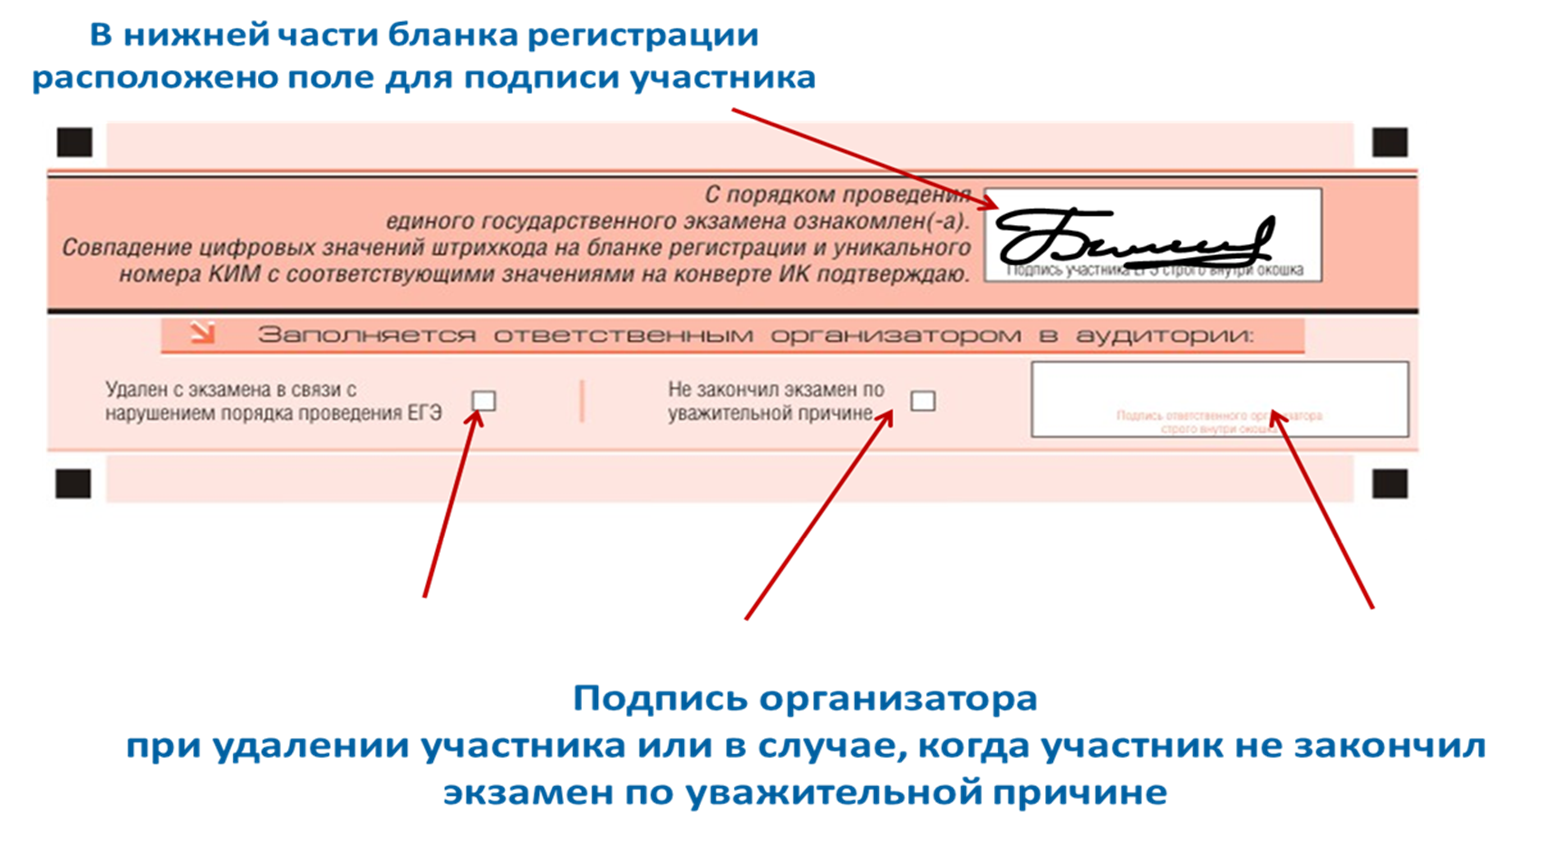 В нижней части бланка регистрации
расположено поле для подписи участника
С порядком проведения
единого государственного экзамена ознакомлен(-а).
Совпадение цифровых значений штрихкода на бланке регистрации и уникального
номера КИМ с соответствующими значениями на конверте ИК подтверждаю.
Подпись участника ЕГЭ строго внутри окошка
Заполняется ответственным организатором в аудитории:
Удален с экзамена в связи с
нарушением порядка проведения ЕГЭ
Не закончил экзамен по
уважительной причине
Подпись ответственного организатора
строго внутри окошка
Подпись организатора
при удалении участника или в случае, когда участник не закончил
экзамен по уважительной причине